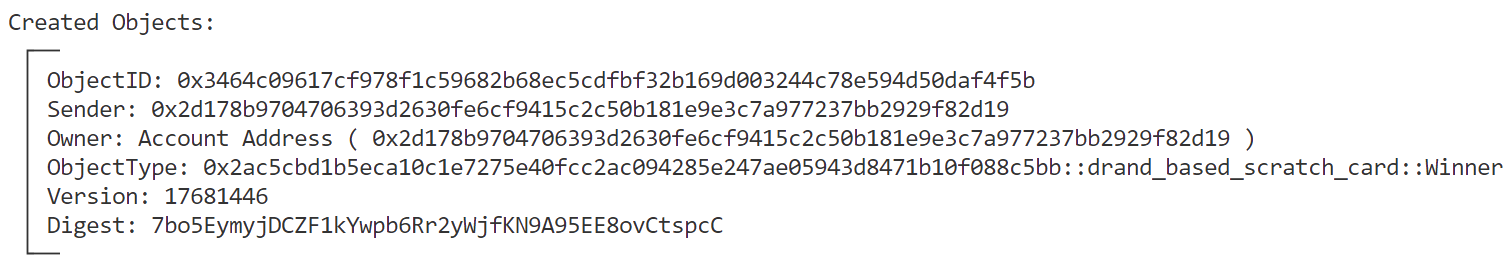 Created Objects:
ObjectID: 0x3464c09617cf978f1c59682b68ec5cdfbf32b169d003244c78e594d50daf4f5b
Sender: 0x2d178b9704706393d2630fe6cf9415c2c50b181e9e3c7a977237bb2929f82d19
Owner: Account Address ( 0x2d178b9704706393d2630fe6cf9415c2c50b181e9e3c7a977237bb2929f82d19 )
ObjectType: 0x2ac5cbd1b5eca10c1e7275e40fcc2ac094285e247ae05943d8471b10f088c5bb::drand_based_scratch_card::Winner
Version: 17681446
Digest: 7bo5EymyjDCZF1kYwpb6Rr2yWjfKN9A95EE8ovCtspcC